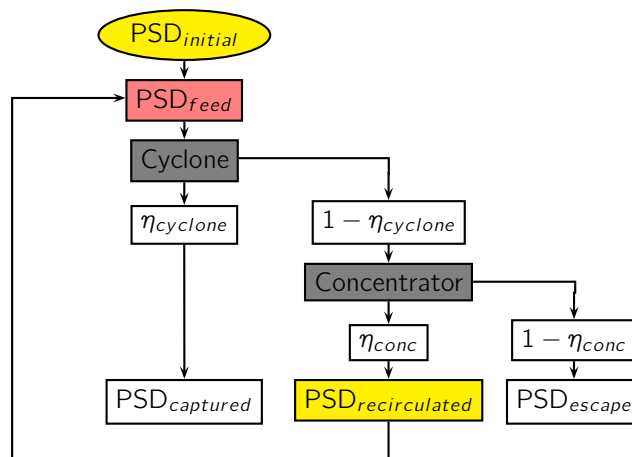 PSD_initial
PSD_feed
Cyclone
η_cyclone
1 − η_cyclone
Concentrator
η_conc
1 − η_conc
PSD_captured
PSD_recirculated
PSD_escape